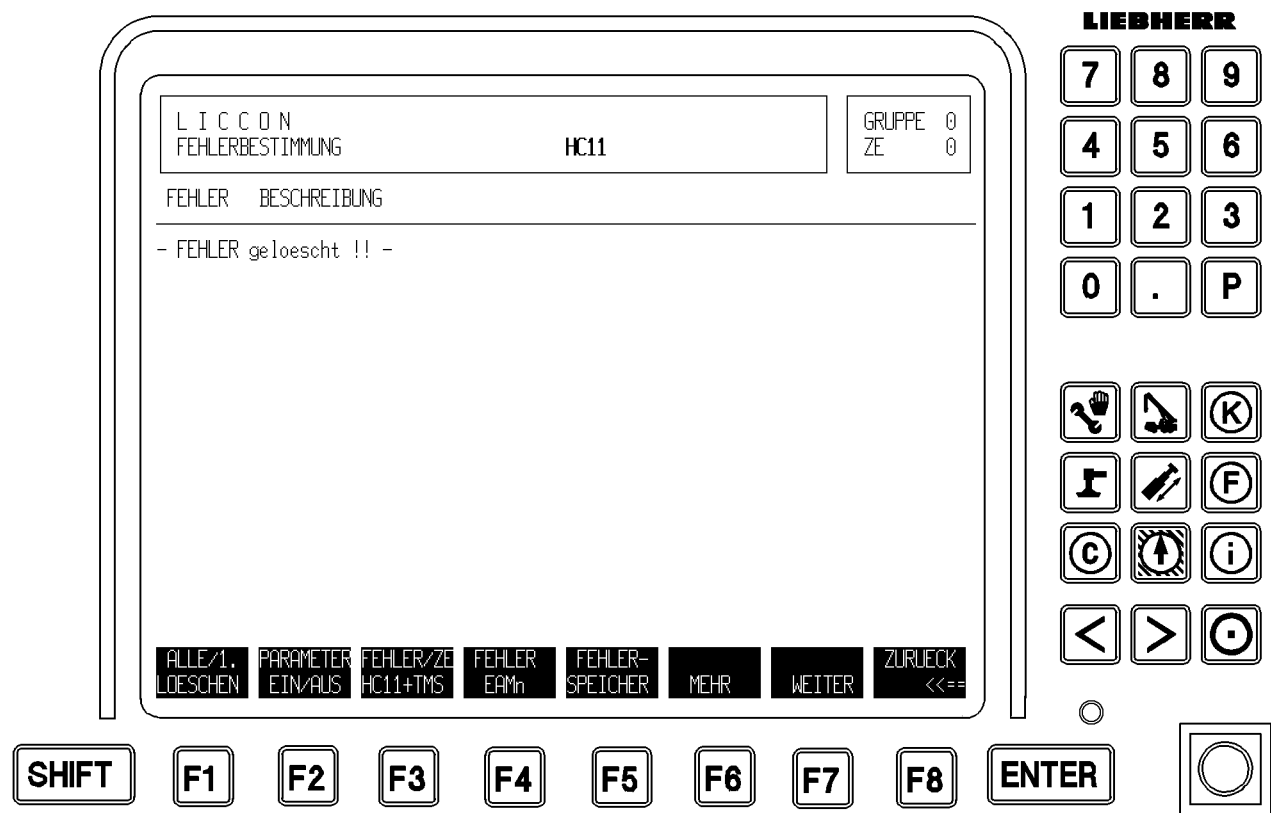 LIEBHERR
L I C C O N
FEHLERBESTIMMUNG HC11
GRUPPE 0
ZE 0
FEHLER BESCHREIBUNG
- FEHLER geloescht !! -
ALLE/1. LOESCHEN
PARAMETER EIN/AUS
FEHLER/ZE HC11+TMS
FEHLER EAMn
FEHLER- SPEICHER
MEHR
WEITER
ZURUECK <<==
7 8 9
4 5 6
1 2 3
0 . P
K
F
C i
< >
SHIFT F1 F2 F3 F4 F5 F6 F7 F8 ENTER